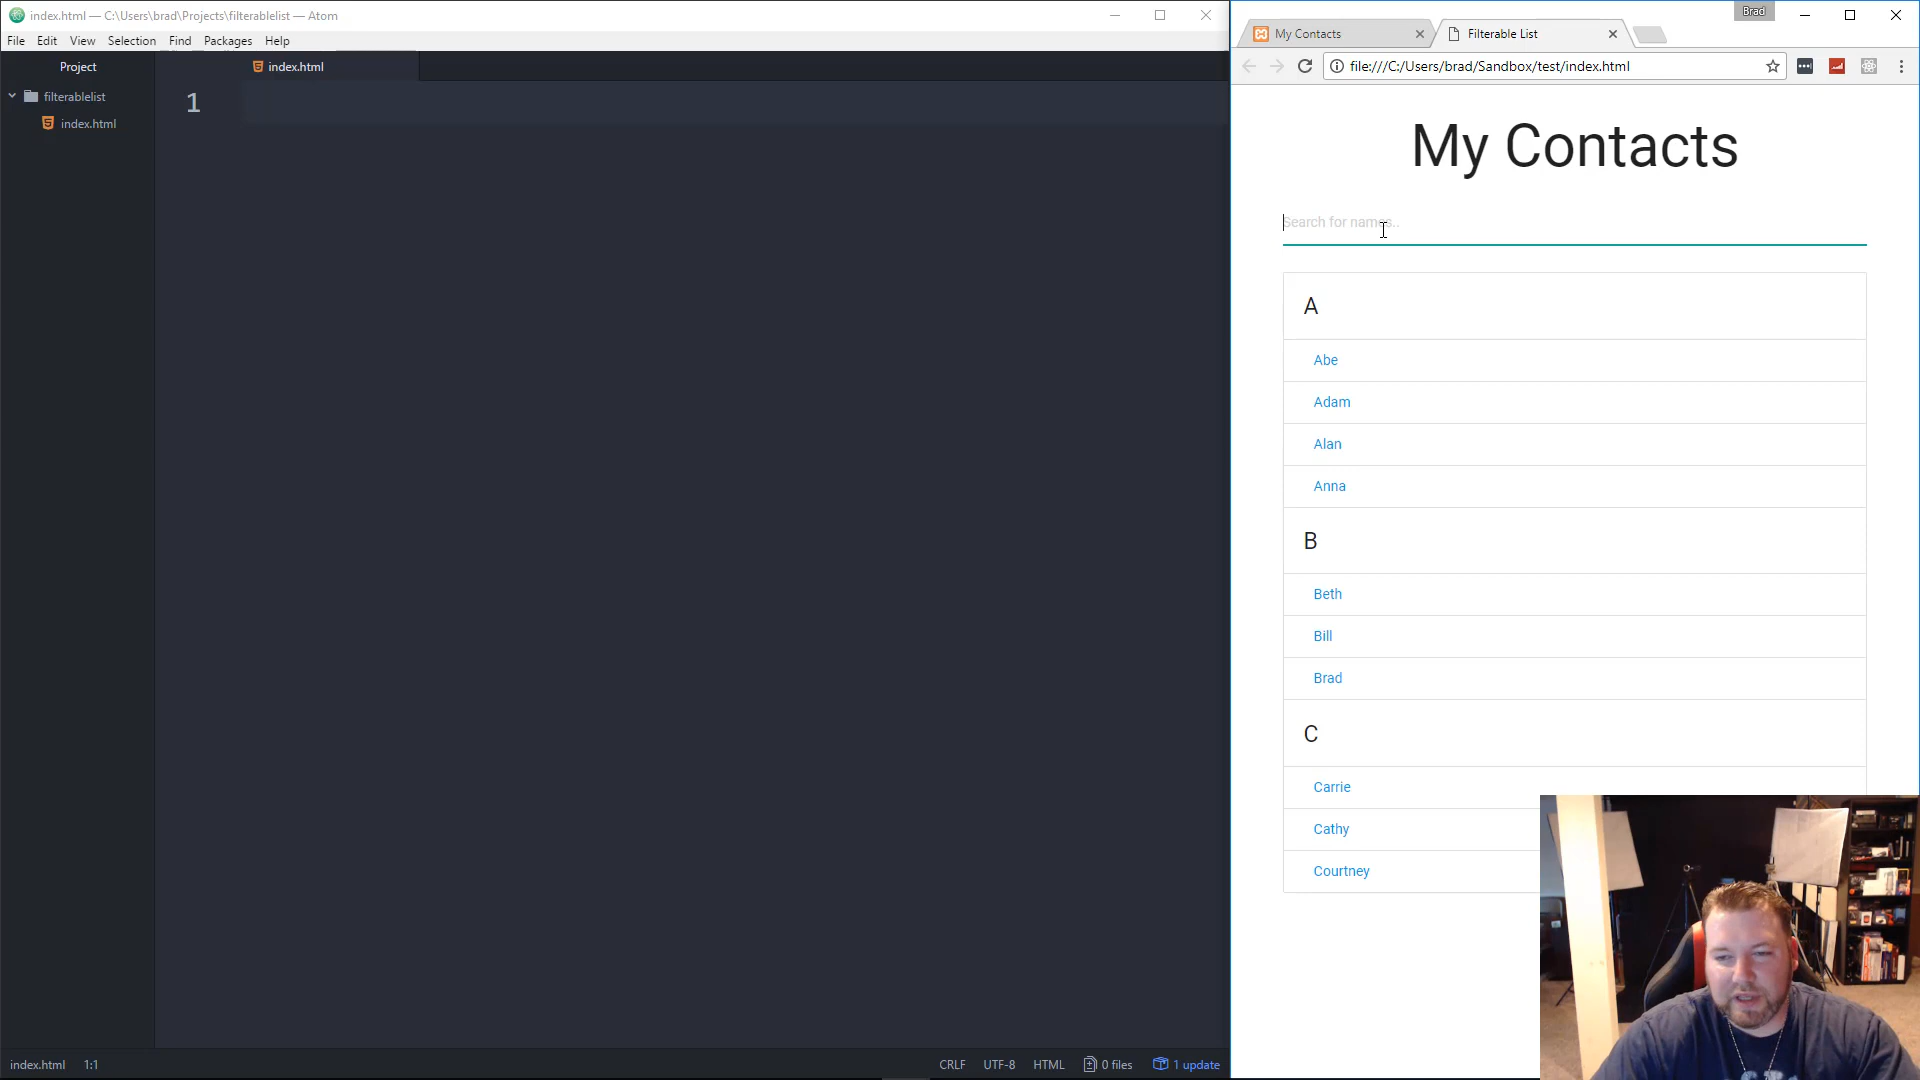 index.html — C:\Users\brad\Projects\filterablelist — Atom
File Edit View Selection Find Packages Help
Project
filterablelist
index.html
index.html
1
index.html 1:1
CRLF UTF-8 HTML 0 files 1 update
Brad
My Contacts
Filterable List
file:///C:/Users/brad/Sandbox/test/index.html
My Contacts
Search for names..
A
Abe
Adam
Alan
Anna
B
Beth
Bill
Brad
C
Carrie
Cathy
Courtney